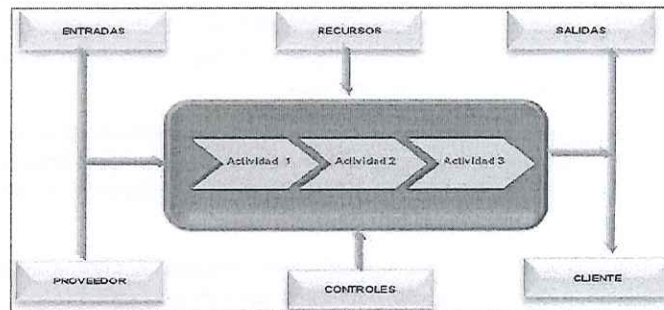 ENTRADAS
RECURSOS
SALIDAS
Actividad 1
Actividad 2
Actividad 3
PROVEEDOR
CONTROLES
CLIENTE